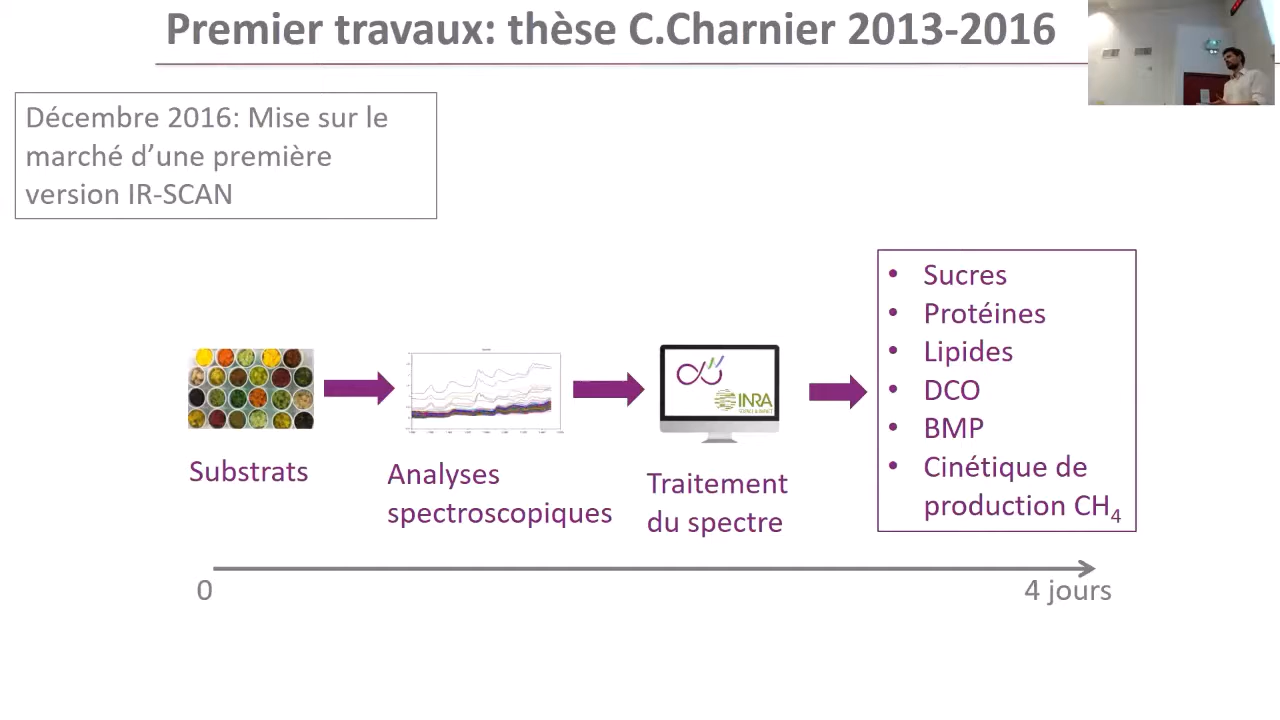 Premier travaux: thèse C.Charnier 2013-2016
Décembre 2016: Mise sur le
marché d’une première
version IR-SCAN
• Sucres
• Protéines
• Lipides
• DCO
• BMP
• Cinétique de
production CH4
INRA
Substrats
Analyses
spectroscopiques
Traitement
du spectre
0
4 jours